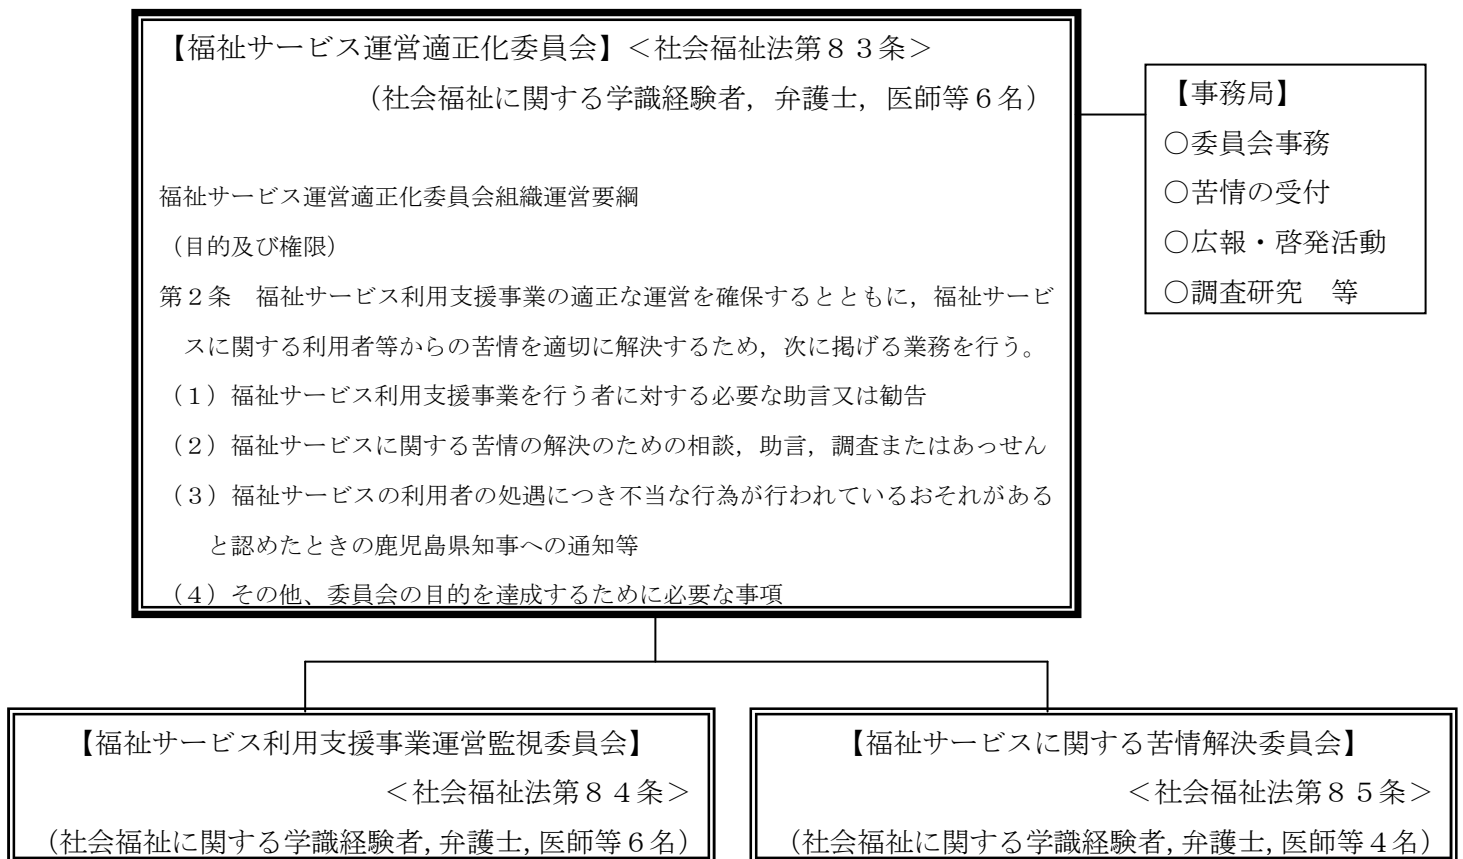 【福祉サービス運営適正化委員会】＜社会福祉法第８３条＞
（社会福祉に関する学識経験者，弁護士，医師等６名）
福祉サービス運営適正化委員会組織運営要綱
（目的及び権限）
第２条　福祉サービス利用支援事業の適正な運営を確保するとともに，福祉サービ
スに関する利用者等からの苦情を適切に解決するため，次に掲げる業務を行う。
（１）福祉サービス利用支援事業を行う者に対する必要な助言又は勧告
（２）福祉サービスに関する苦情の解決のための相談，助言，調査またはあっせん
（３）福祉サービスの利用者の処遇につき不当な行為が行われているおそれがある
と認めたときの鹿児島県知事への通知等
（４）その他、委員会の目的を達成するために必要な事項
【事務局】
○委員会事務
○苦情の受付
○広報・啓発活動
○調査研究　等
【福祉サービス利用支援事業運営監視委員会】
＜社会福祉法第８４条＞
（社会福祉に関する学識経験者，弁護士，医師等６名）
【福祉サービスに関する苦情解決委員会】
＜社会福祉法第８５条＞
（社会福祉に関する学識経験者，弁護士，医師等４名）